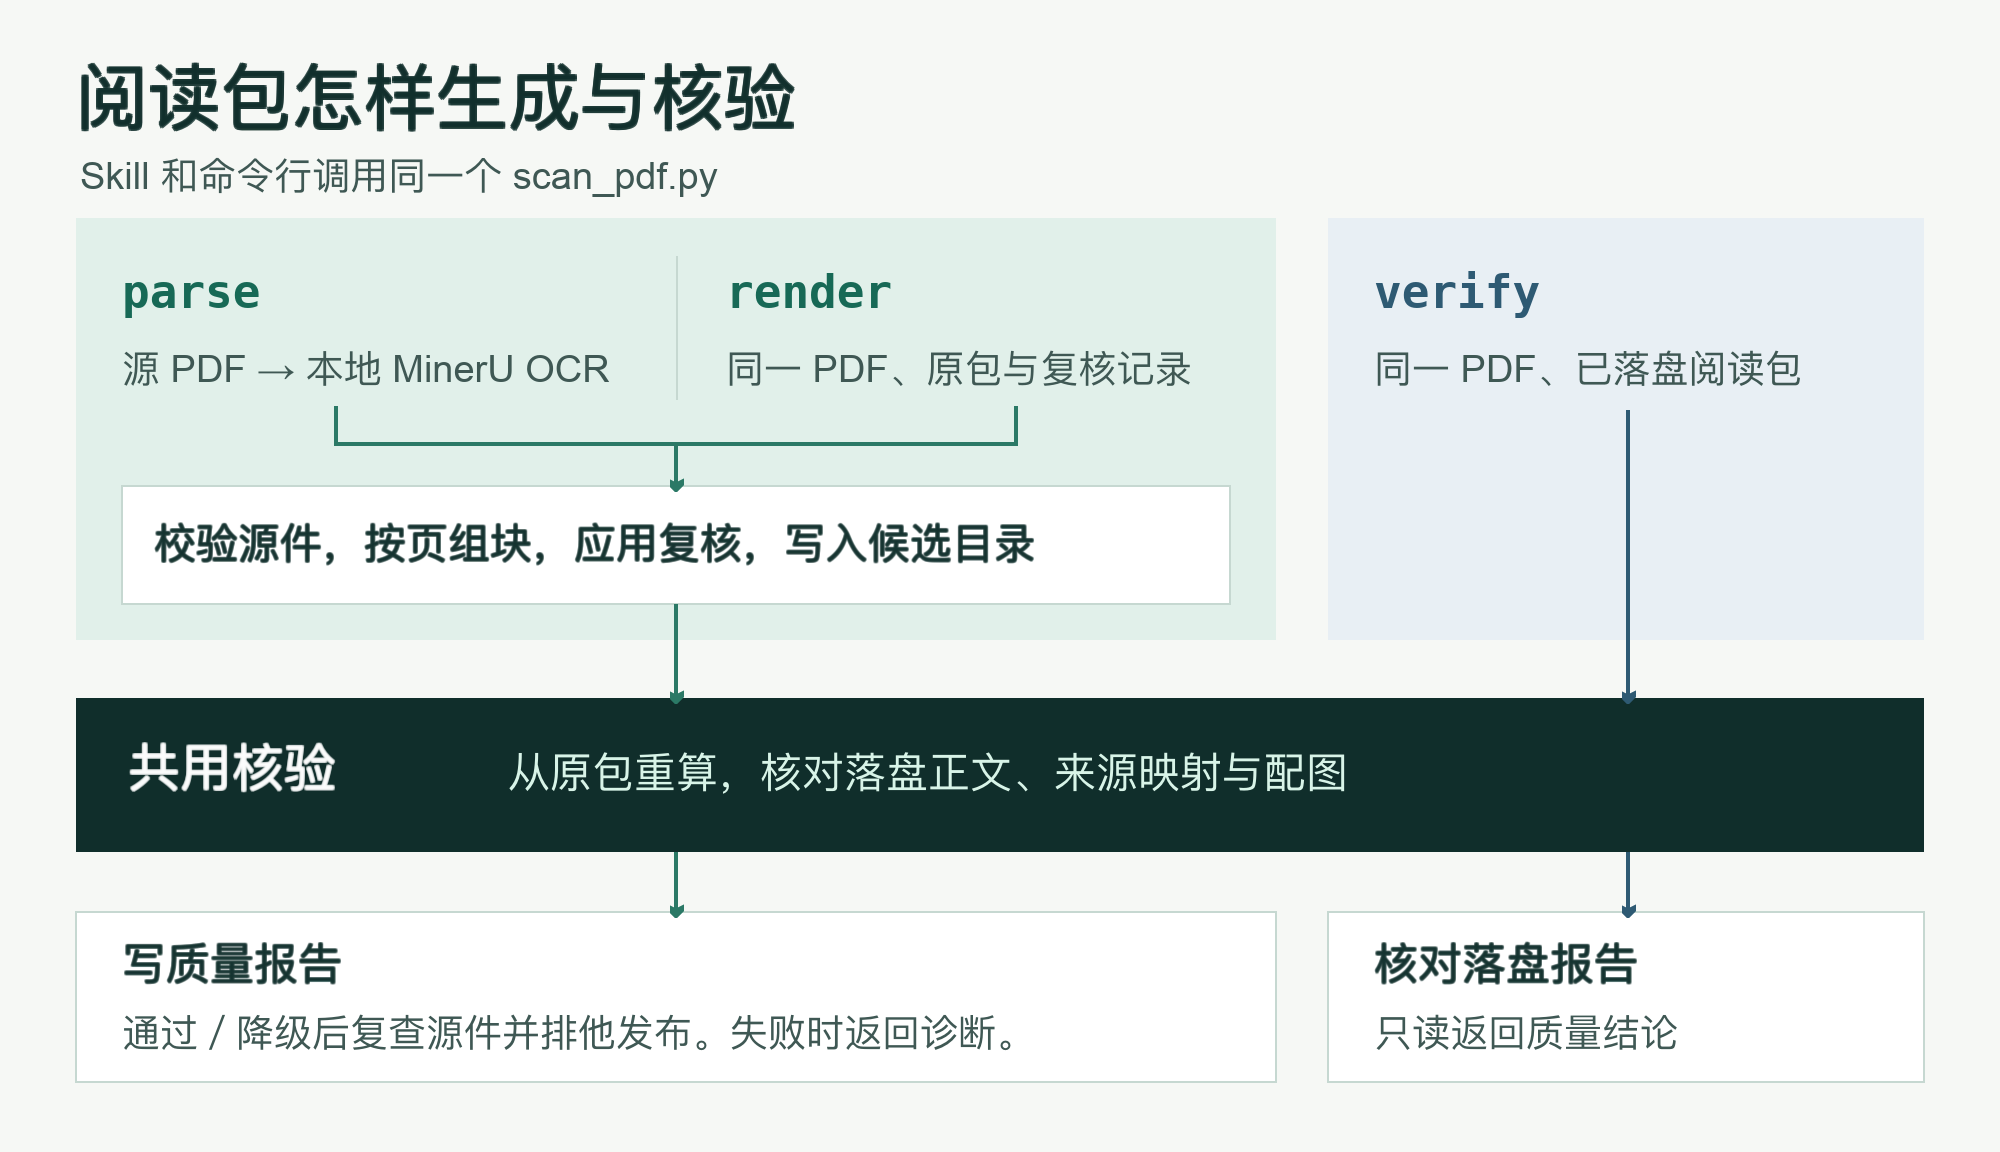 阅读包怎样生成与核验
Skill 和命令行调用同一个 scan_pdf.py
parse
源 PDF → 本地 MinerU OCR
render
同一 PDF、原包与复核记录
校验源件，按页组块，应用复核，写入候选目录
verify
同一 PDF、已落盘阅读包
共用核验
从原包重算，核对落盘正文、来源映射与配图
写质量报告
通过 / 降级后复查源件并排他发布。失败时返回诊断。
核对落盘报告
只读返回质量结论